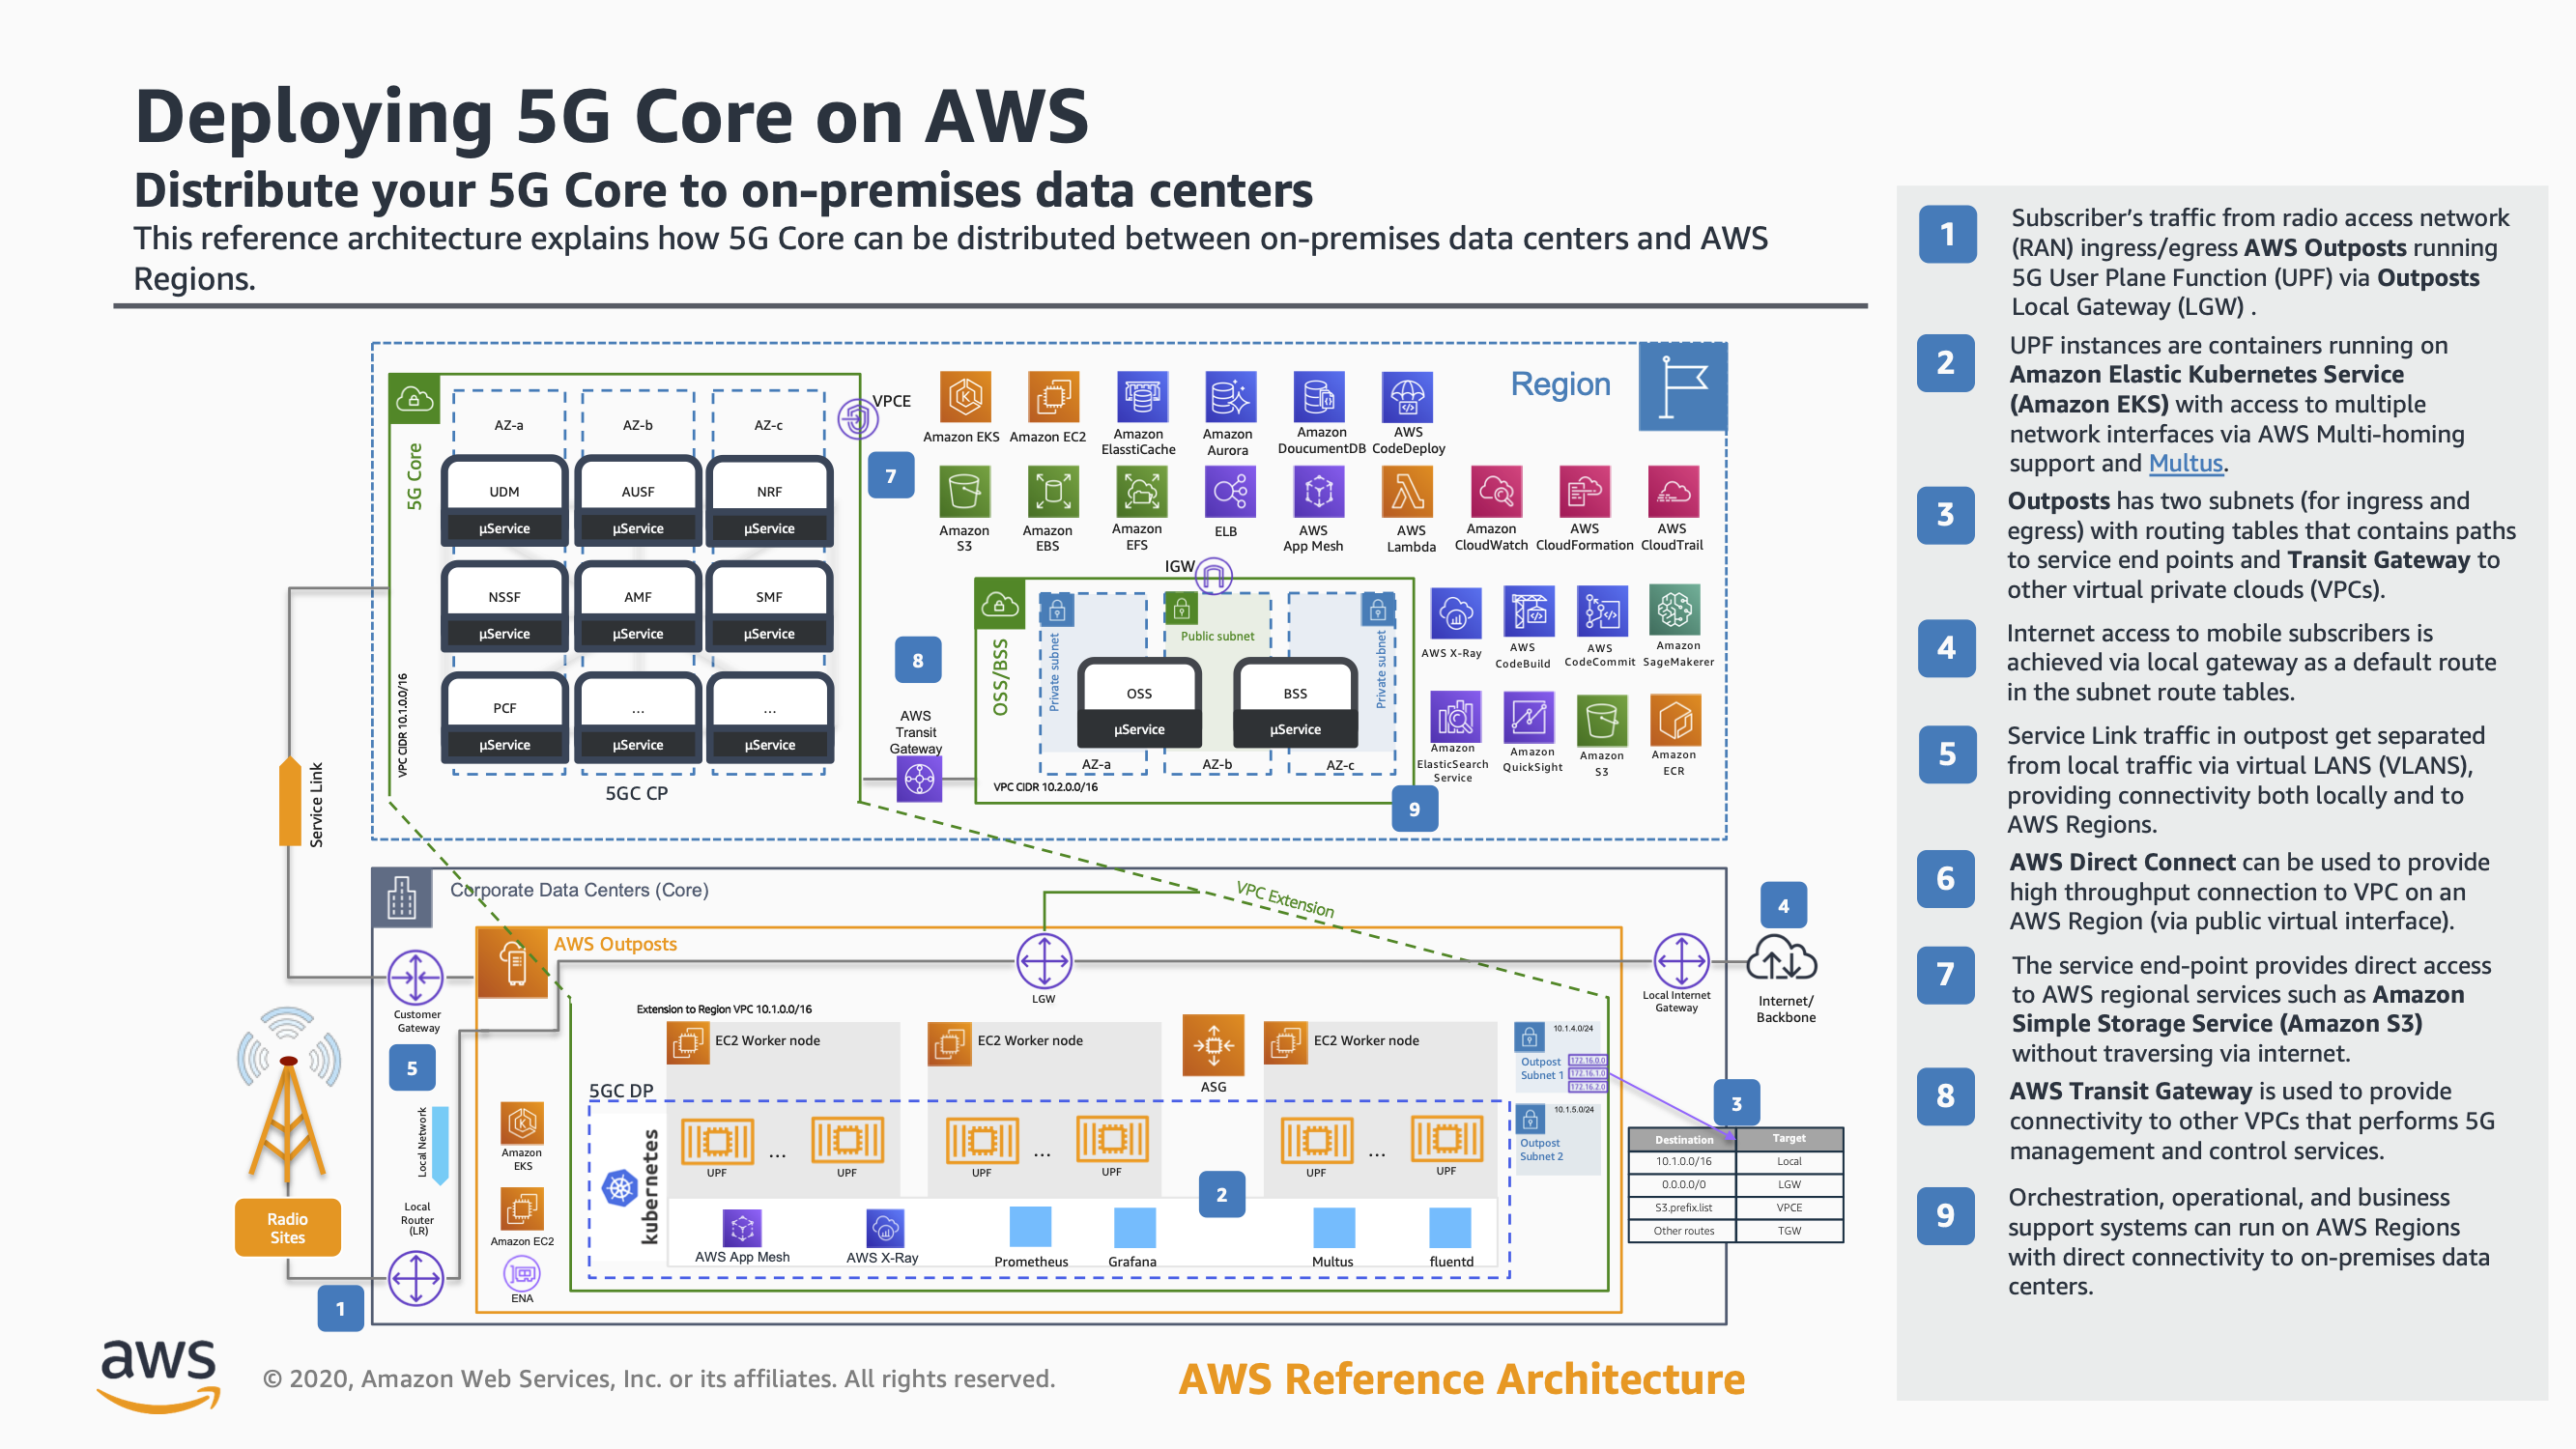 Deploying 5G Core on AWS
Distribute your 5G Core to on-premises data centers
This reference architecture explains how 5G Core can be distributed between on-premises data centers and AWS
Regions.
Region
5G Core
VPC CIDR 10.1.0.0/16
AZ-a
AZ-b
AZ-c
UDM
µService
AUSF
µService
NRF
µService
NSSF
µService
AMF
µService
SMF
µService
PCF
µService
...
µService
...
µService
5GC CP
VPCE
7
8
AWS
Transit
Gateway
Amazon EKS
Amazon EC2
Amazon
ElasstiCache
Amazon
Aurora
Amazon
DoucumentDB
AWS
CodeDeploy
Amazon
S3
Amazon
EBS
Amazon
EFS
ELB
AWS
App Mesh
AWS
Lambda
Amazon
CloudWatch
AWS
CloudFormation
AWS
CloudTrail
IGW
OSS/BSS
Private subnet
Public subnet
Private subnet
OSS
µService
BSS
µService
AZ-a
AZ-b
AZ-c
VPC CIDR 10.2.0.0/16
9
AWS X-Ray
AWS
CodeBuild
AWS
CodeCommit
Amazon
SageMakerer
Amazon
ElasticSearch
Service
Amazon
QuickSight
Amazon
S3
Amazon
ECR
Service Link
Corporate Data Centers (Core)
VPC Extension
AWS Outposts
4
Customer
Gateway
5
LGW
Local Internet
Gateway
Internet/
Backbone
Extension to Region VPC 10.1.0.0/16
EC2 Worker node
EC2 Worker node
ASG
EC2 Worker node
10.1.4.0/24
Outpost
Subnet 1
172.16.0.0
172.16.1.0
172.16.2.0
10.1.5.0/24
Outpost
Subnet 2
5GC DP
kubernetes
UPF
...
UPF
UPF
...
UPF
UPF
...
UPF
2
AWS App Mesh
AWS X-Ray
Prometheus
Grafana
Multus
fluentd
Amazon
EKS
Amazon EC2
ENA
Local Network
Local
Router
(LR)
Radio
Sites
1
3
Destination Target
10.1.0.0/16 Local
0.0.0.0/0 LGW
S3.prefix.list VPCE
Other routes TGW
1
Subscriber’s traffic from radio access network
(RAN) ingress/egress AWS Outposts running
5G User Plane Function (UPF) via Outposts
Local Gateway (LGW) .
2
UPF instances are containers running on
Amazon Elastic Kubernetes Service
(Amazon EKS) with access to multiple
network interfaces via AWS Multi-homing
support and Multus.
3
Outposts has two subnets (for ingress and
egress) with routing tables that contains paths
to service end points and Transit Gateway to
other virtual private clouds (VPCs).
4
Internet access to mobile subscribers is
achieved via local gateway as a default route
in the subnet route tables.
5
Service Link traffic in outpost get separated
from local traffic via virtual LANS (VLANS),
providing connectivity both locally and to
AWS Regions.
6
AWS Direct Connect can be used to provide
high throughput connection to VPC on an
AWS Region (via public virtual interface).
7
The service end-point provides direct access
to AWS regional services such as Amazon
Simple Storage Service (Amazon S3)
without traversing via internet.
8
AWS Transit Gateway is used to provide
connectivity to other VPCs that performs 5G
management and control services.
9
Orchestration, operational, and business
support systems can run on AWS Regions
with direct connectivity to on-premises data
centers.
aws
© 2020, Amazon Web Services, Inc. or its affiliates. All rights reserved.
AWS Reference Architecture